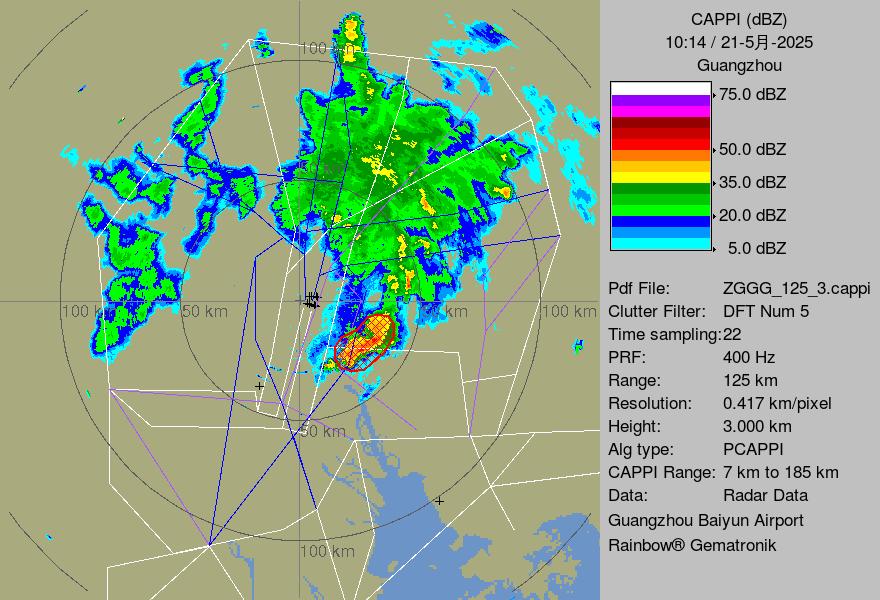 CAPPI (dBZ)
10:14 / 21-5月-2025
Guangzhou
75.0 dBZ
50.0 dBZ
35.0 dBZ
20.0 dBZ
5.0 dBZ
Pdf File: ZGGG_125_3.cappi
Clutter Filter: DFT Num 5
Time sampling:22
PRF: 400 Hz
Range: 125 km
Resolution: 0.417 km/pixel
Height: 3.000 km
Alg type: PCAPPI
CAPPI Range: 7 km to 185 km
Data: Radar Data
Guangzhou Baiyun Airport
Rainbow® Gematronik
100 km
100 km 50 km km 100 km
50 km
100 km